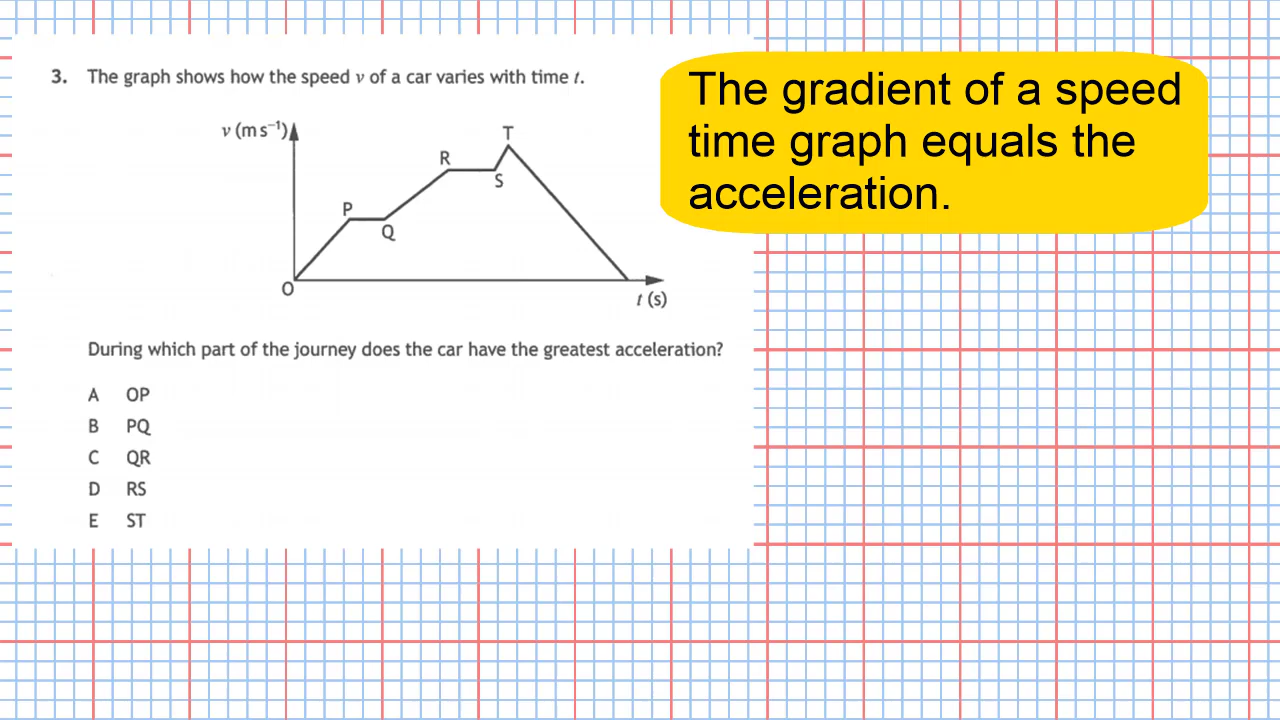 3. The graph shows how the speed v of a car varies with time t.
The gradient of a speed
time graph equals the
acceleration.
v (m s⁻¹)
T
R
S
P
Q
O
t (s)
During which part of the journey does the car have the greatest acceleration?
A OP
B PQ
C QR
D RS
E ST